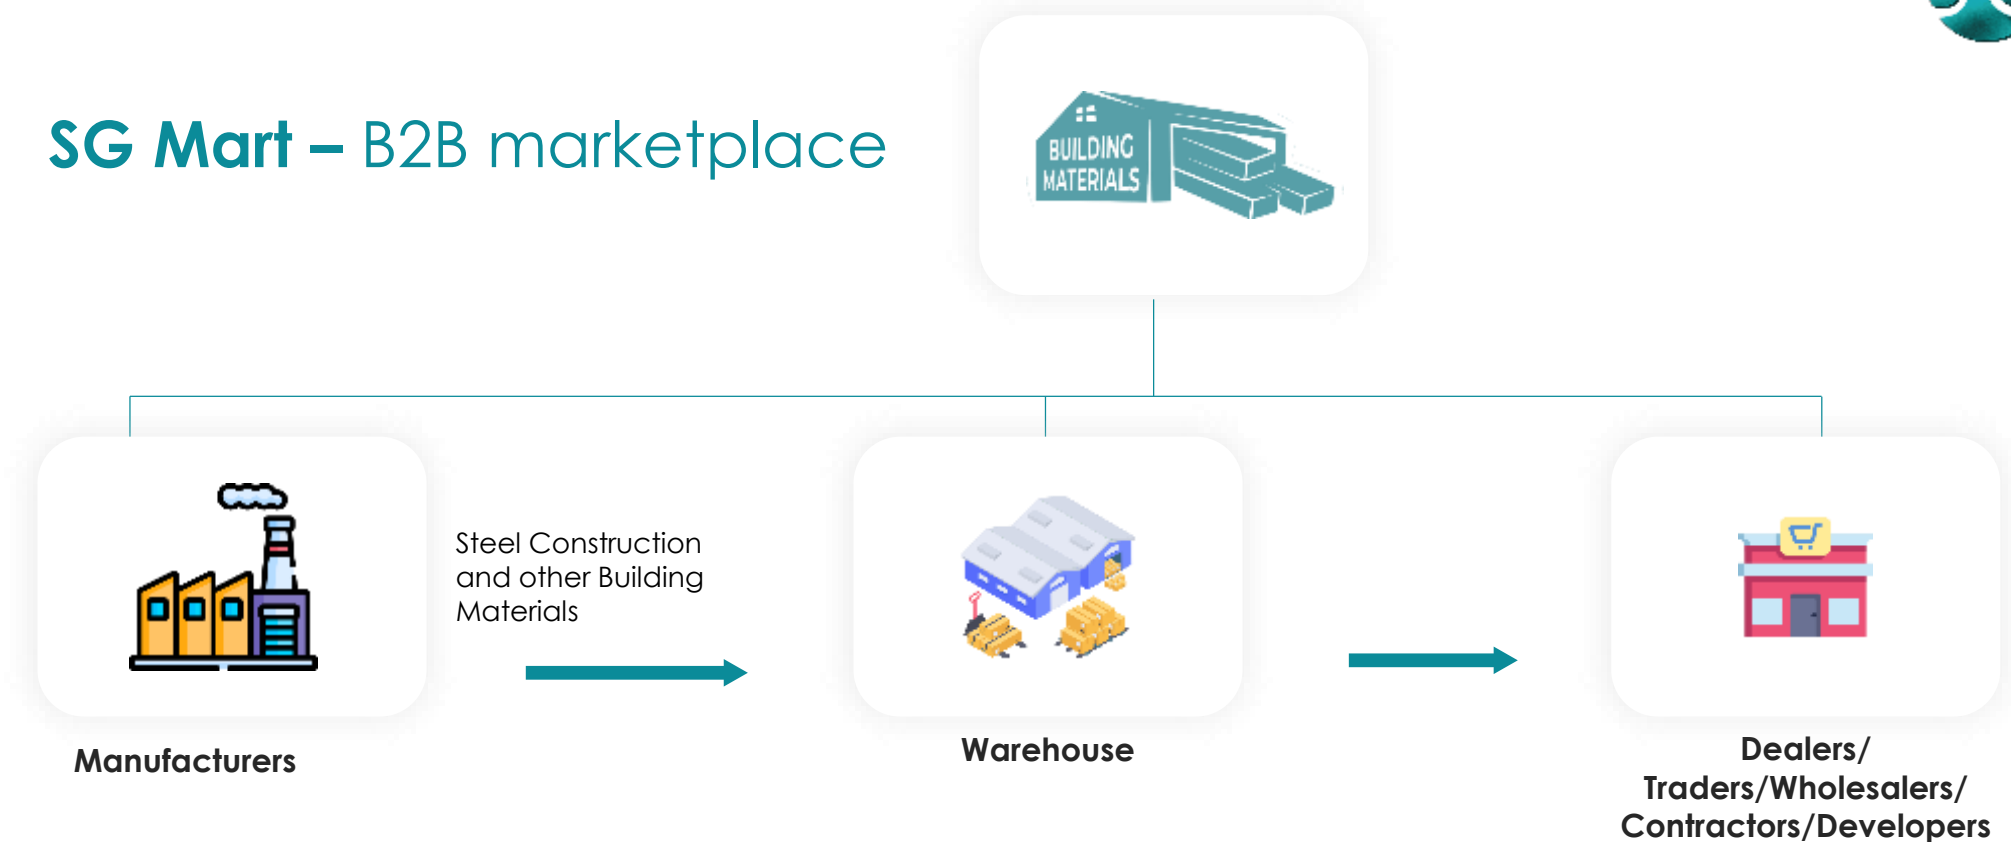 SG Mart – B2B marketplace
BUILDING
MATERIALS
Steel Construction
and other Building
Materials
Manufacturers
Warehouse
Dealers/
Traders/Wholesalers/
Contractors/Developers